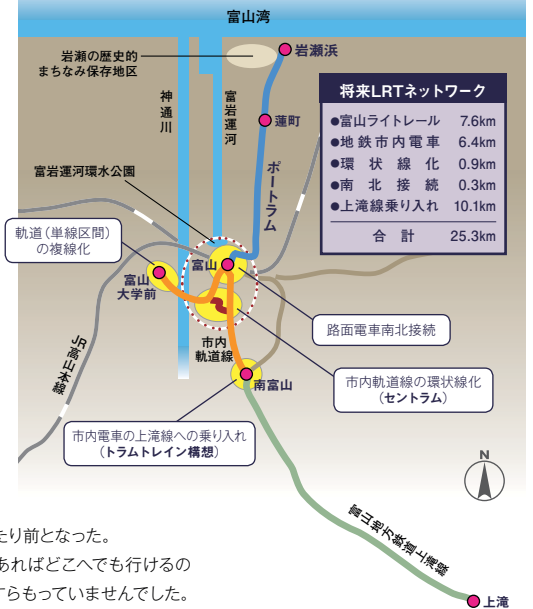 富山湾
岩瀬の歴史的
まちなみ保存地区
岩瀬浜
神通川
富岩運河
蓮町
ポートラム
将来LRTネットワーク
●富山ライトレール 7.6km
●地鉄市内電車 6.4km
●環状線化 0.9km
●南北接続 0.3km
●上滝線乗り入れ 10.1km
合計 25.3km
富岩運河環水公園
軌道(単線区間)
の複線化
富山
富山
大学前
路面電車南北接続
市内
軌道線
JR高山本線
市内軌道線の環状線化
(セントラム)
南富山
市内電車の上滝線への乗り入れ
(トラムトレイン構想)
N
富山地方鉄道上滝線
上滝
たり前となった。
あればどこへでも行けるの
すらもっていませんでした。